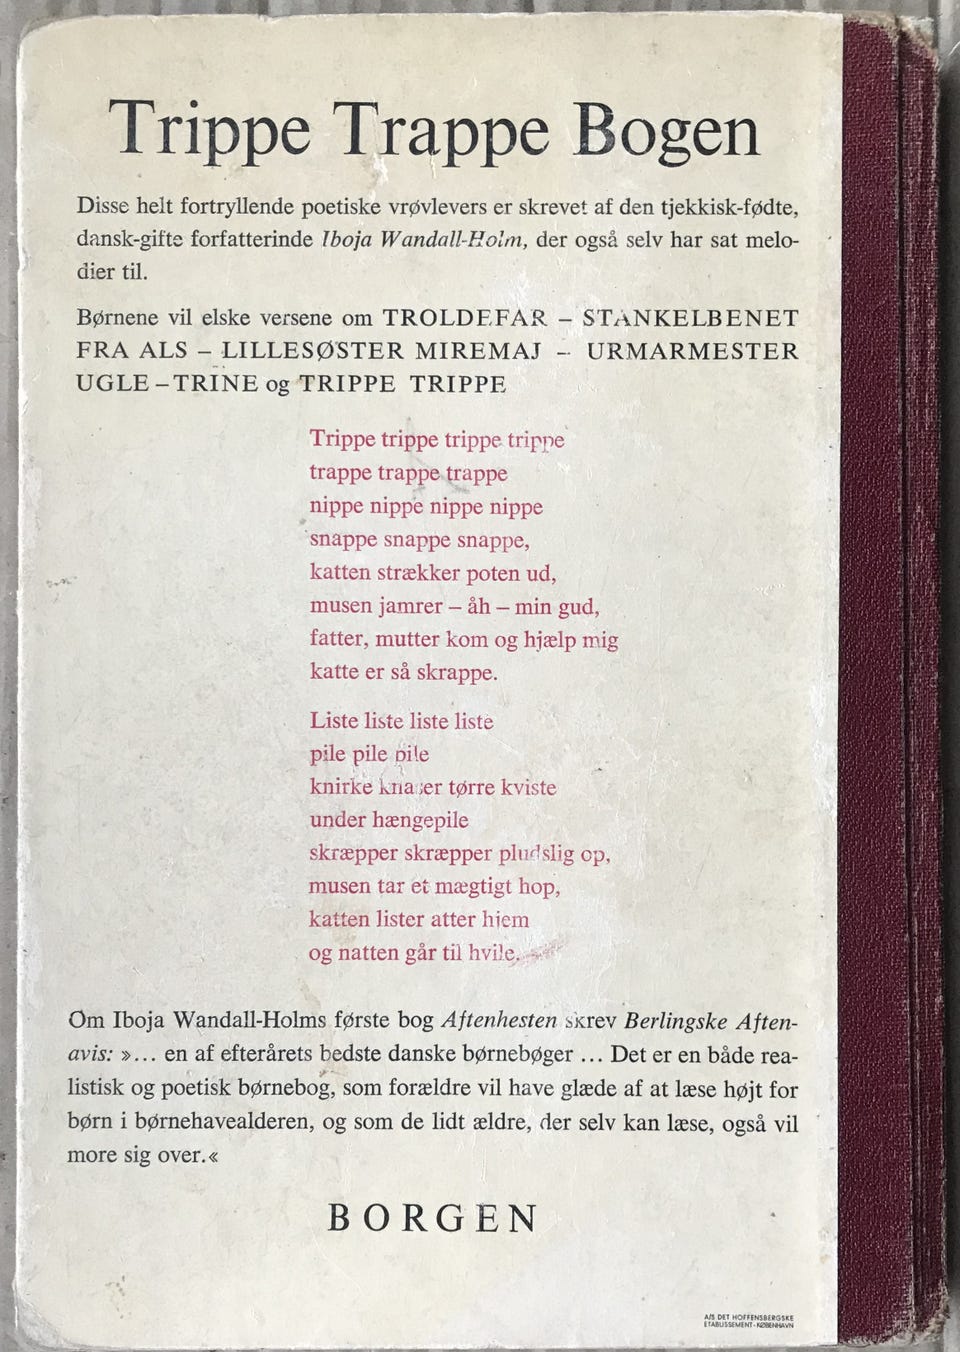 Trippe Trappe Bogen
Disse helt fortryllende poetiske vrøvlevers er skrevet af den tjekkisk-fødte,
dansk-gifte forfatterinde Iboja Wandall-Holm, der også selv har sat melo-
dier til.
Børnene vil elske versene om TROLDEFAR – STANKELBENET
FRA ALS – LILLESØSTER MIREMAJ – URMARMESTER
UGLE – TRINE og TRIPPE TRIPPE
Trippe trippe trippe trippe
trappe trappe trappe
nippe nippe nippe nippe
snappe snappe snappe,
katten strækker poten ud,
musen jamrer – åh – min gud,
fatter, mutter kom og hjælp mig
katte er så skrappe.
Liste liste liste liste
pile pile pile
knirke knager tørre kviste
under hængepile
skræpper skræpper pludslig op,
musen tar et mægtigt hop,
katten lister atter hjem
og natten går til hvile.
Om Iboja Wandall-Holms første bog Aftenhesten skrev Berlingske Aften-
avis: »... en af efterårets bedste danske børnebøger ... Det er en både rea-
listisk og poetisk børnebog, som forældre vil have glæde af at læse højt for
børn i børnehavealderen, og som de lidt ældre, der selv kan læse, også vil
more sig over.«
BORGEN
A/S DET HOFFENSBERGSKE
ETABLISSEMENT - KØBENHAVN